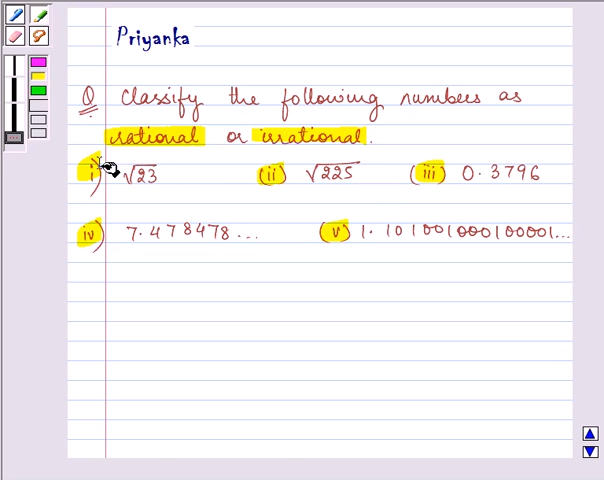 Priyanka
Q Classify the following numbers as
rational or irrational.
i) √23 (ii) √225 (iii) 0.3796
iv) 7.478478... (v) 1.101001000100001...